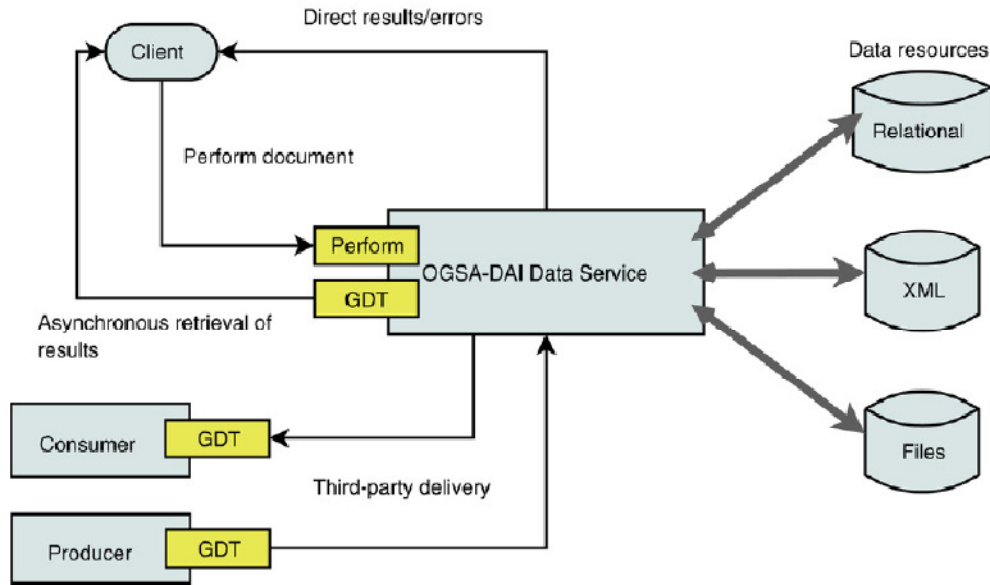 Direct results/errors
Client
Data resources
Relational
Perform document
Perform
OGSA-DAI Data Service
GDT
XML
Asynchronous retrieval of
results
Consumer
GDT
Files
Third-party delivery
Producer
GDT